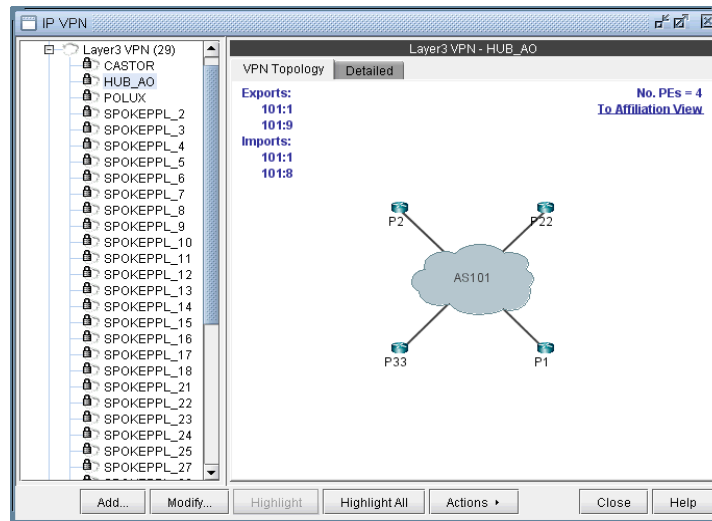 IP VPN
Layer3 VPN (29)
CASTOR
HUB_AO
POLUX
SPOKEPPL_2
SPOKEPPL_3
SPOKEPPL_4
SPOKEPPL_5
SPOKEPPL_6
SPOKEPPL_7
SPOKEPPL_8
SPOKEPPL_9
SPOKEPPL_10
SPOKEPPL_11
SPOKEPPL_12
SPOKEPPL_13
SPOKEPPL_14
SPOKEPPL_15
SPOKEPPL_16
SPOKEPPL_17
SPOKEPPL_18
SPOKEPPL_21
SPOKEPPL_22
SPOKEPPL_23
SPOKEPPL_24
SPOKEPPL_25
SPOKEPPL_27
Layer3 VPN - HUB_AO
VPN Topology Detailed
Exports:
101:1
101:9
Imports:
101:1
101:8
No. PEs = 4
To Affiliation View
P2 P22
AS101
P33 P1
Add... Modify... Highlight Highlight All Actions Close Help